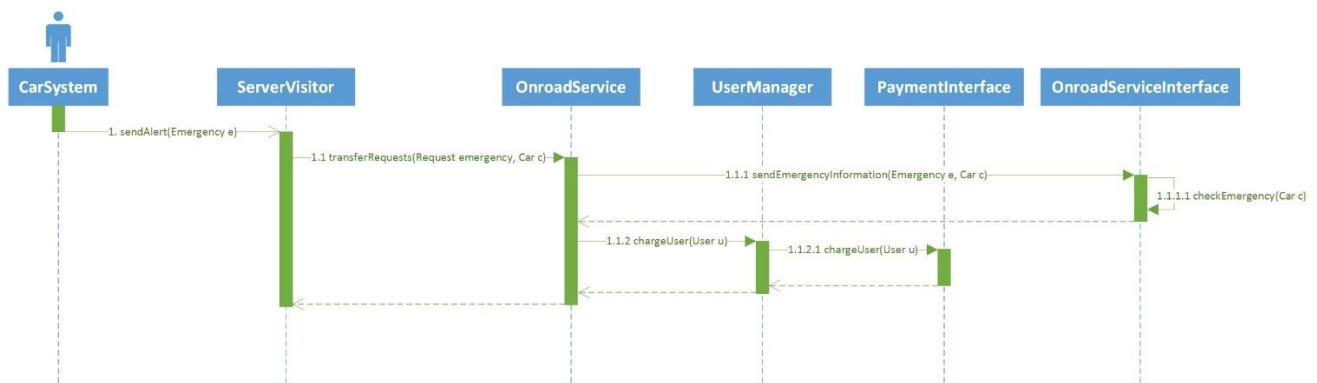 CarSystem
ServerVisitor
OnroadService
UserManager
PaymentInterface
OnroadServiceInterface
1. sendAlert(Emergency e)
1.1 transferRequests(Request emergency, Car c)
1.1.1 sendEmergencyInformation(Emergency e, Car c)
1.1.1.1 checkEmergency(Car c)
1.1.2 chargeUser(User u)
1.1.2.1 chargeUser(User u)